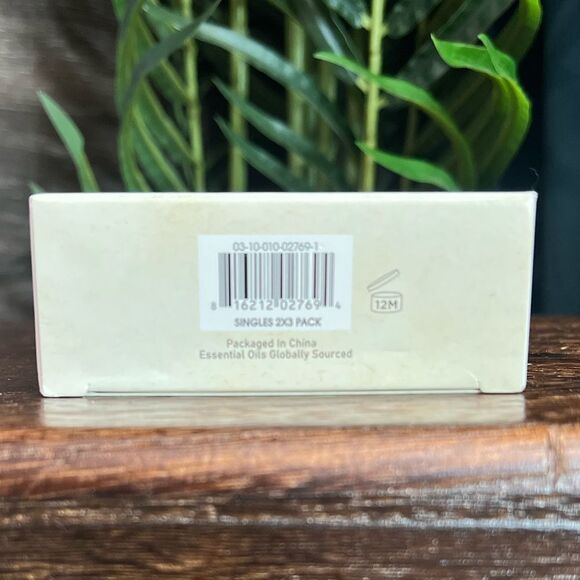 03-10-010-02769-1
8 16212 02769 4
SINGLES 2X3 PACK
12M
Packaged In China
Essential Oils Globally Sourced